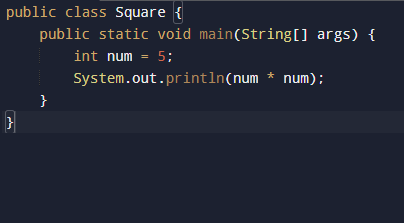 public class Square {
    public static void main(String[] args) {
        int num = 5;
        System.out.println(num * num);
    }
}